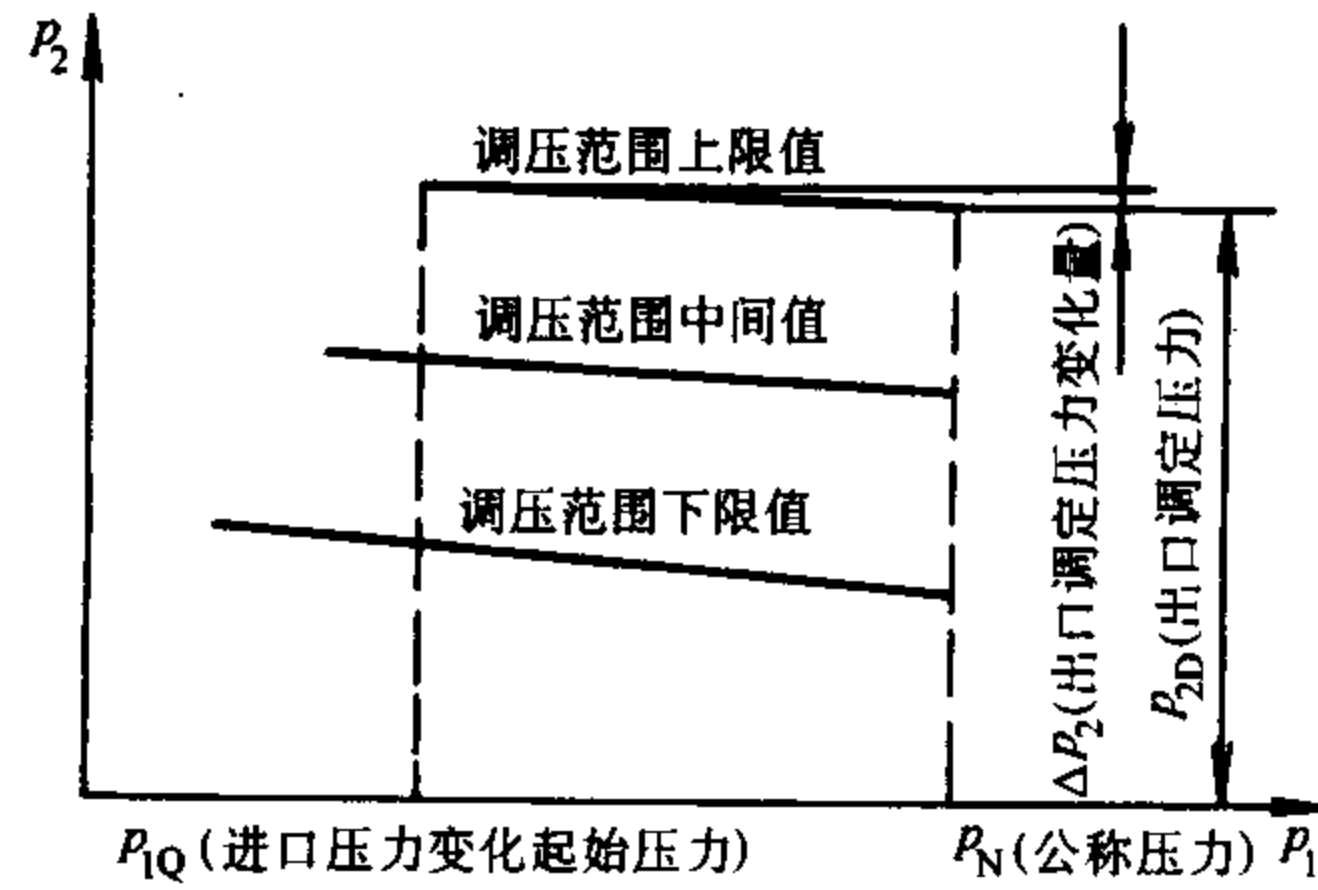 p₂
调压范围上限值
调压范围中间值
调压范围下限值
ΔP₂(出口调定压力变化量)
P₂D(出口调定压力)
p₁Q(进口压力变化起始压力)
pN(公称压力) p₁